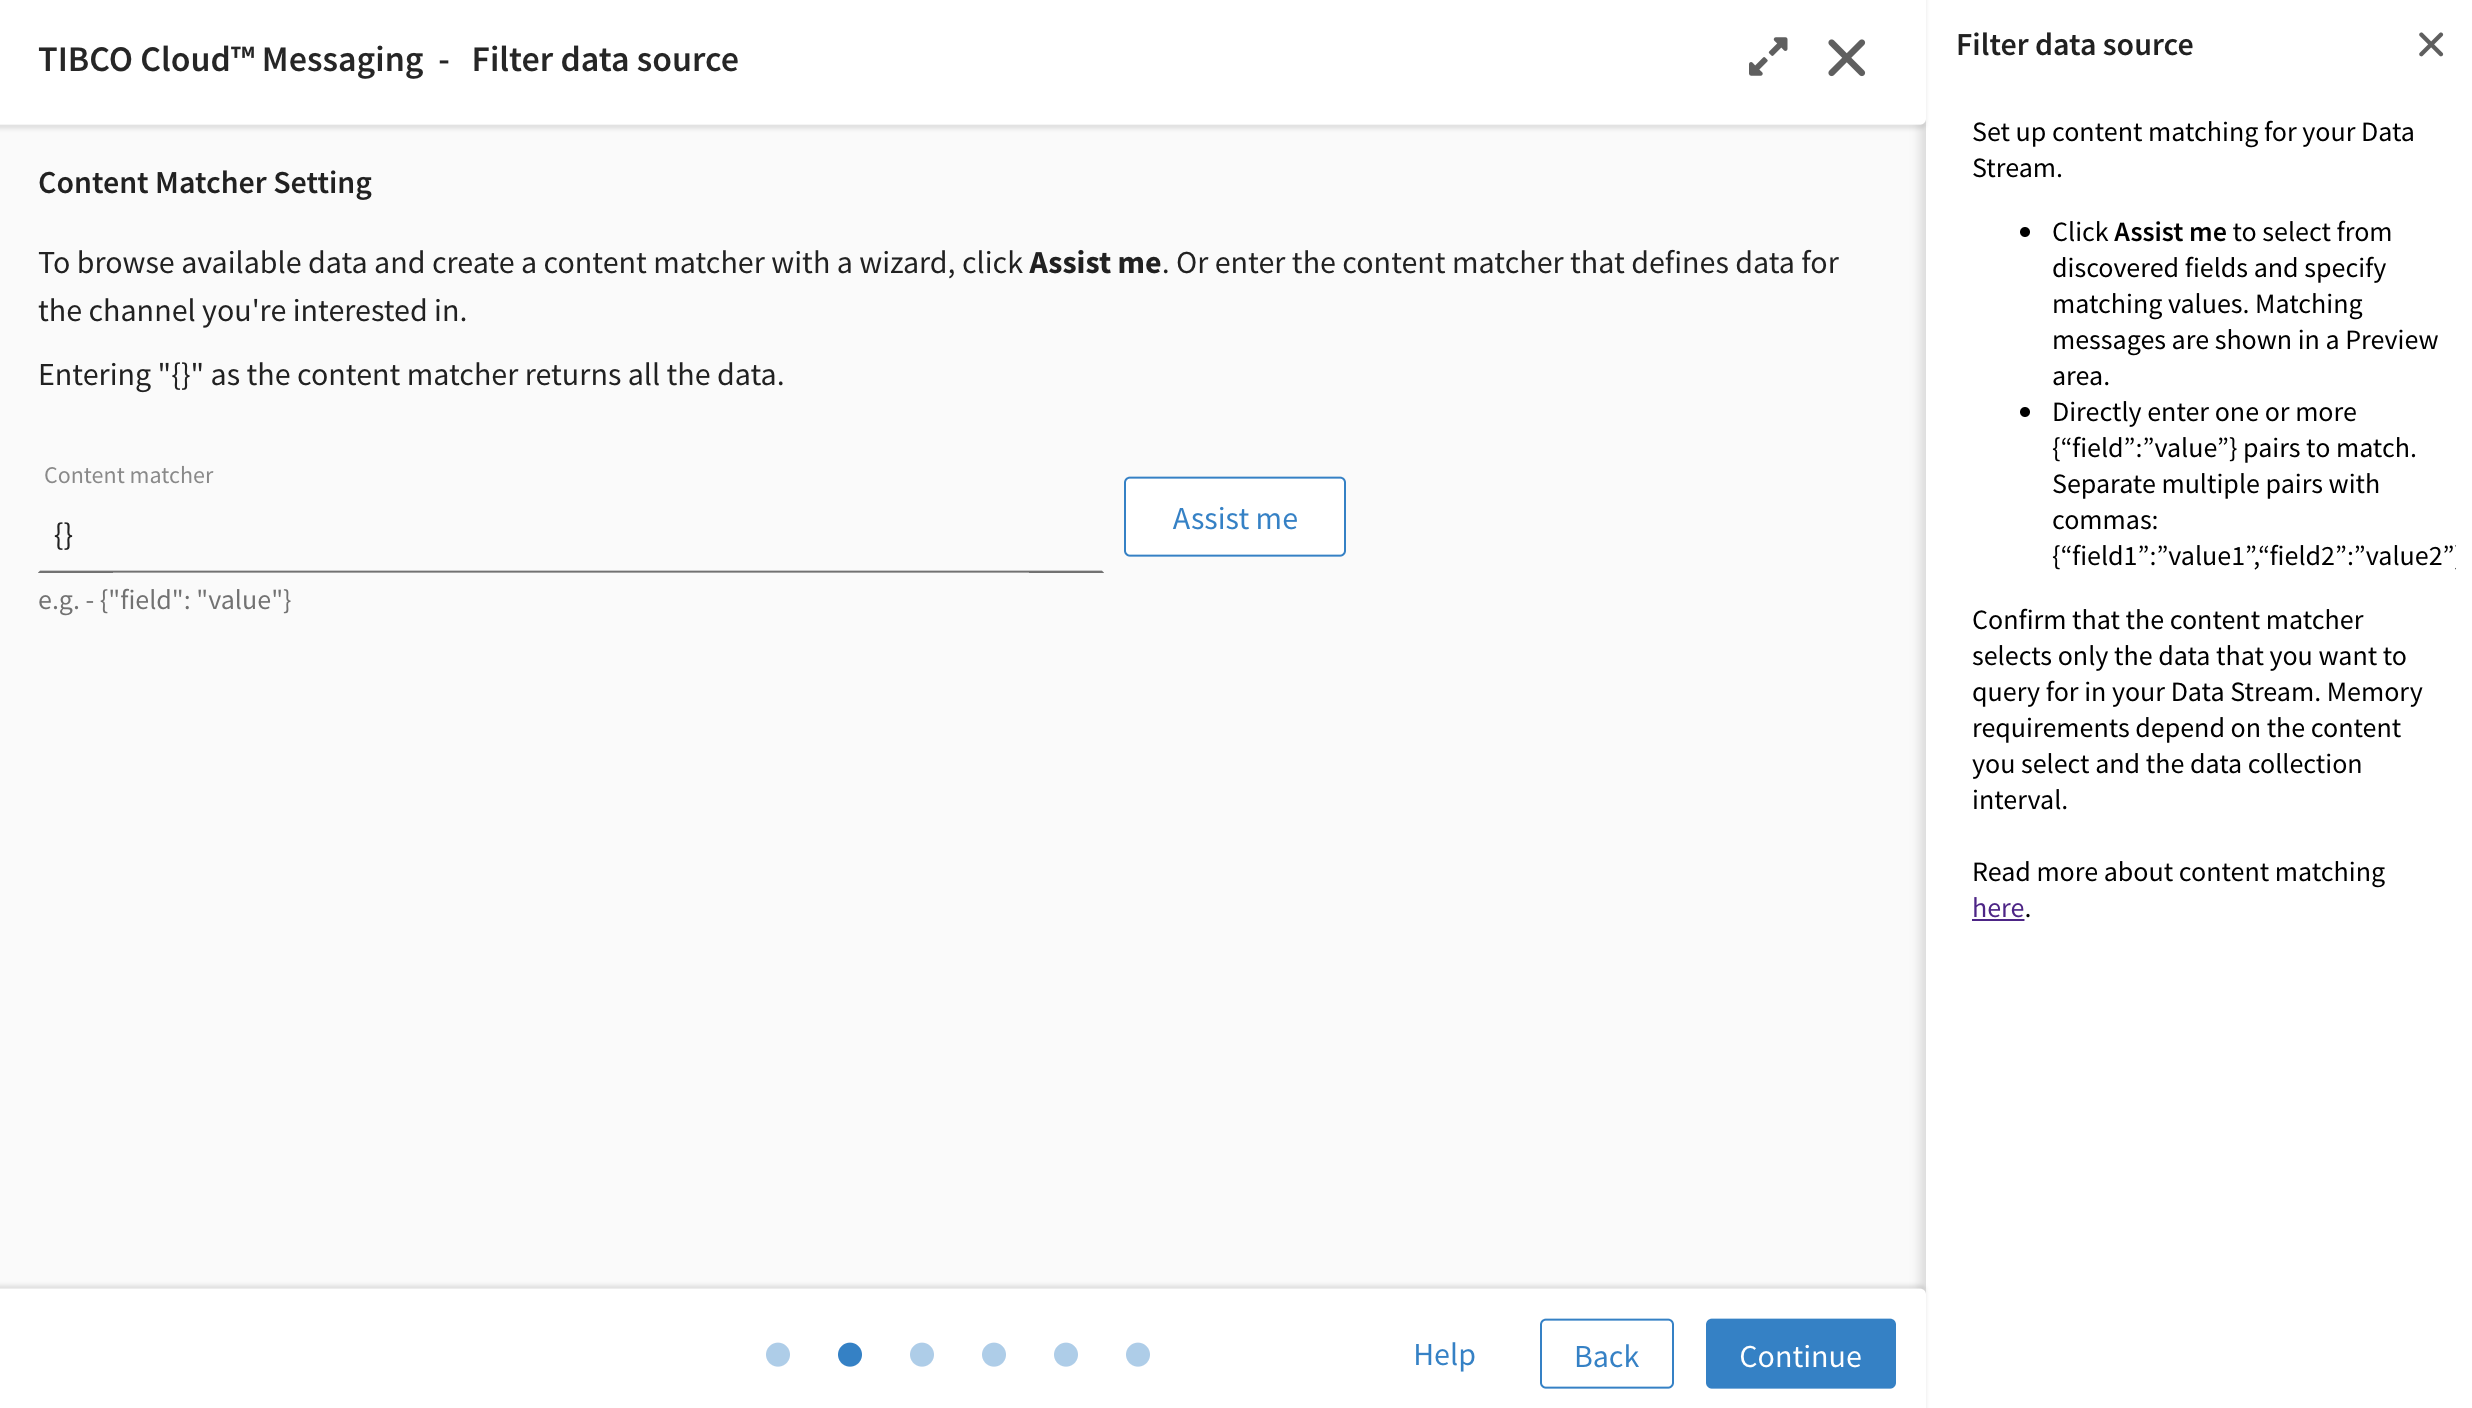 TIBCO Cloud™ Messaging - Filter data source
Content Matcher Setting
To browse available data and create a content matcher with a wizard, click Assist me. Or enter the content matcher that defines data for
the channel you're interested in.
Entering "{}" as the content matcher returns all the data.
Content matcher
{}
Assist me
e.g. - {"field": "value"}
Help
Back
Continue
Filter data source
Set up content matching for your Data
Stream.
• Click Assist me to select from
discovered fields and specify
matching values. Matching
messages are shown in a Preview
area.
• Directly enter one or more
{“field”:”value”} pairs to match.
Separate multiple pairs with
commas:
{“field1”:”value1”,“field2”:”value2”}
Confirm that the content matcher
selects only the data that you want to
query for in your Data Stream. Memory
requirements depend on the content
you select and the data collection
interval.
Read more about content matching
here.